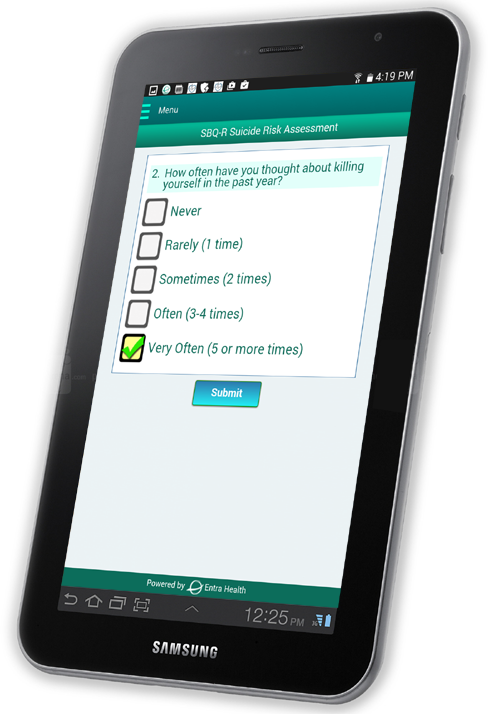 4:19 PM
Menu
SBQ-R Suicide Risk Assessment
2. How often have you thought about killing
yourself in the past year?
Never
Rarely (1 time)
Sometimes (2 times)
Often (3-4 times)
Very Often (5 or more times)
Submit
Powered by Entra Health
12:25 PM
SAMSUNG